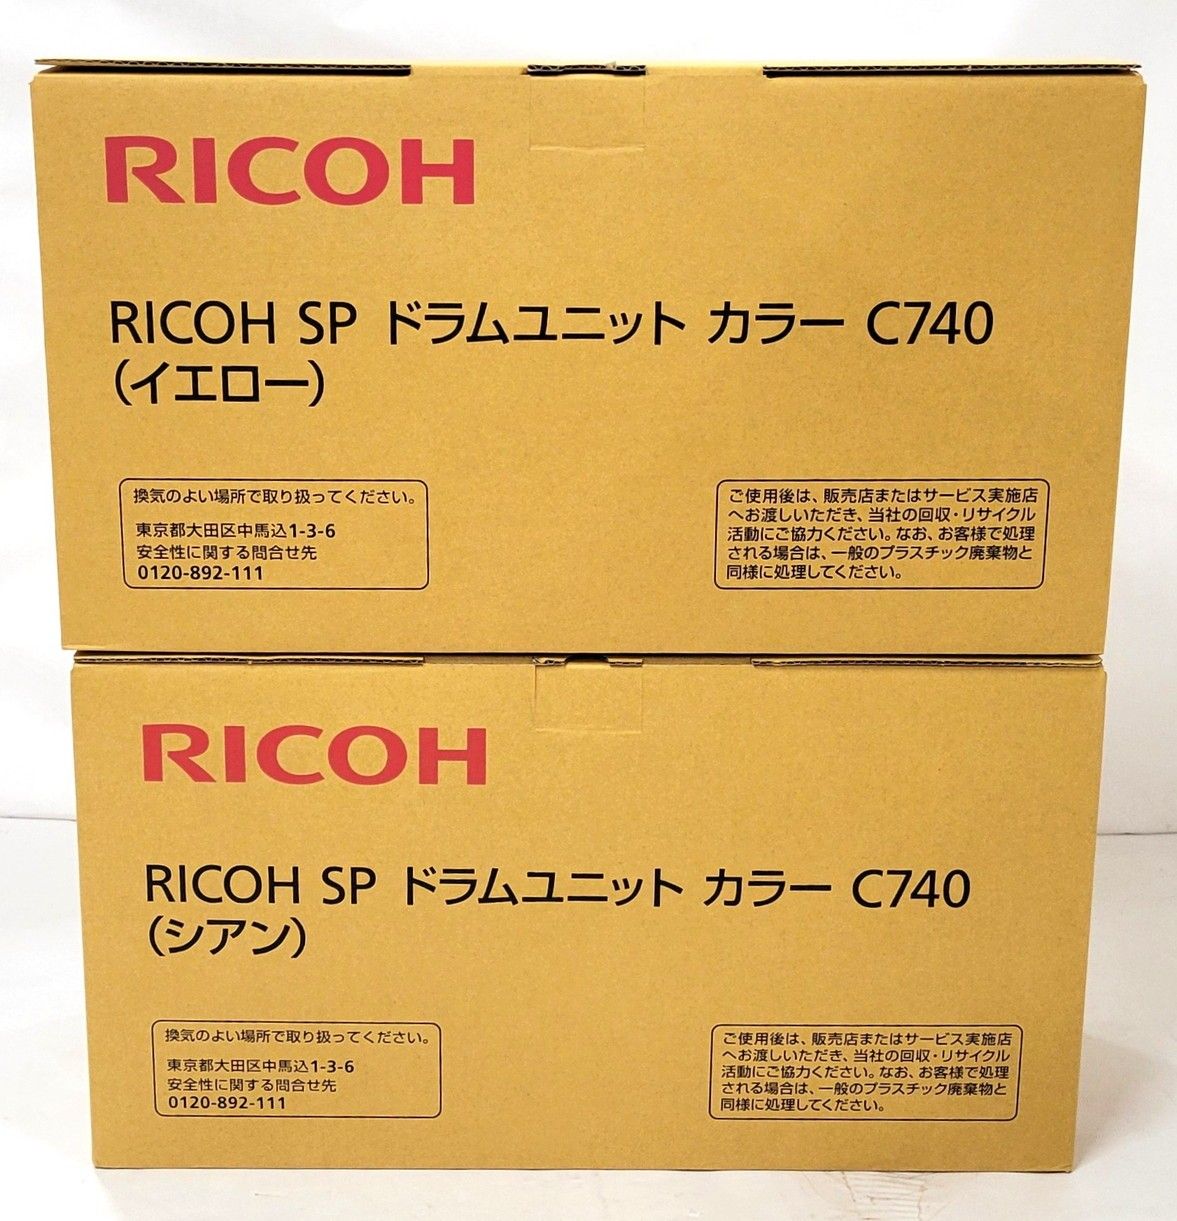 RICOH
RICOH SP ドラムユニット カラー C740
(イエロー)
換気のよい場所で取り扱ってください。
東京都大田区中馬込1-3-6
安全性に関する問合せ先
0120-892-111
ご使用後は、販売店またはサービス実施店
へお渡しいただき、当社の回収・リサイクル
活動にご協力ください。なお、お客様で処理
される場合は、一般のプラスチック廃棄物と
同様に処理してください。
RICOH
RICOH SP ドラムユニット カラー C740
(シアン)
換気のよい場所で取り扱ってください。
東京都大田区中馬込1-3-6
安全性に関する問合せ先
0120-892-111
ご使用後は、販売店またはサービス実施店
へお渡しいただき、当社の回収・リサイクル
活動にご協力ください。なお、お客様で処理
される場合は、一般のプラスチック廃棄物と
同様に処理してください。